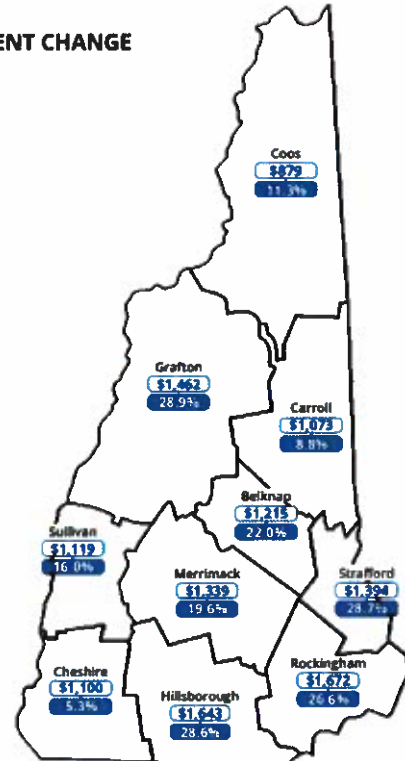 ENT CHANGE
Coos
$879
11.3%
Grafton
$1,462
28.9%
Carroll
$1,073
8.8%
Belknap
$1,215
22.0%
Sullivan
$1,119
16.0%
Merrimack
$1,339
19.6%
Strafford
$1,394
28.7%
Cheshire
$1,100
5.3%
Hillsborough
$1,643
28.6%
Rockingham
$1,672
26.6%